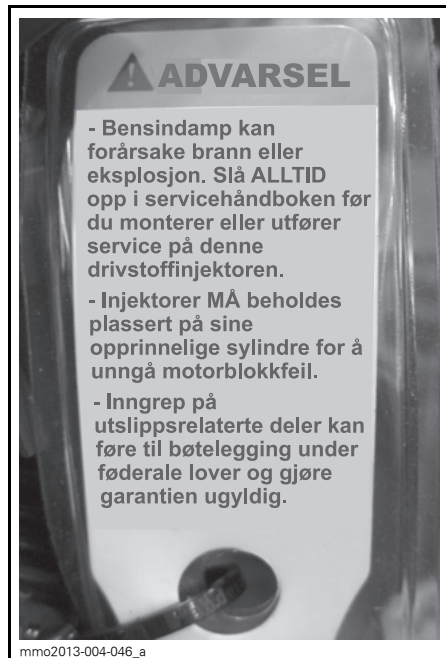 ADVARSEL
- Bensindamp kan
forårsake brann eller
eksplosjon. Slå ALLTID
opp i servicehåndboken før
du monterer eller utfører
service på denne
drivstoffinjektoren.
- Injektorer MÅ beholdes
plassert på sine
opprinnelige sylindre for å
unngå motorblokkfeil.
- Inngrep på
utslippsrelaterte deler kan
føre til bøtelegging under
føderale lover og gjøre
garantien ugyldig.
mmo2013-004-046_a